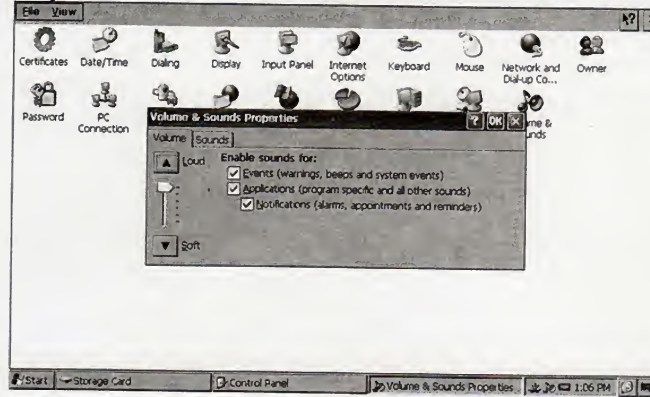 File View
?
Certificates Date/Time Dialing Display Input Panel Internet Options Keyboard Mouse Network and Dial-up Co... Owner
Password PC Connection
Volume & Sounds Properties ? OK ×
me & unds
Volume Sounds
Loud
Enable sounds for:
Events (warnings, beeps and system events)
Applications (program specific and all other sounds)
Notifications (alarms, appointments and reminders)
Soft
Start Storage Card Control Panel Volume & Sounds Properties 1:06 PM